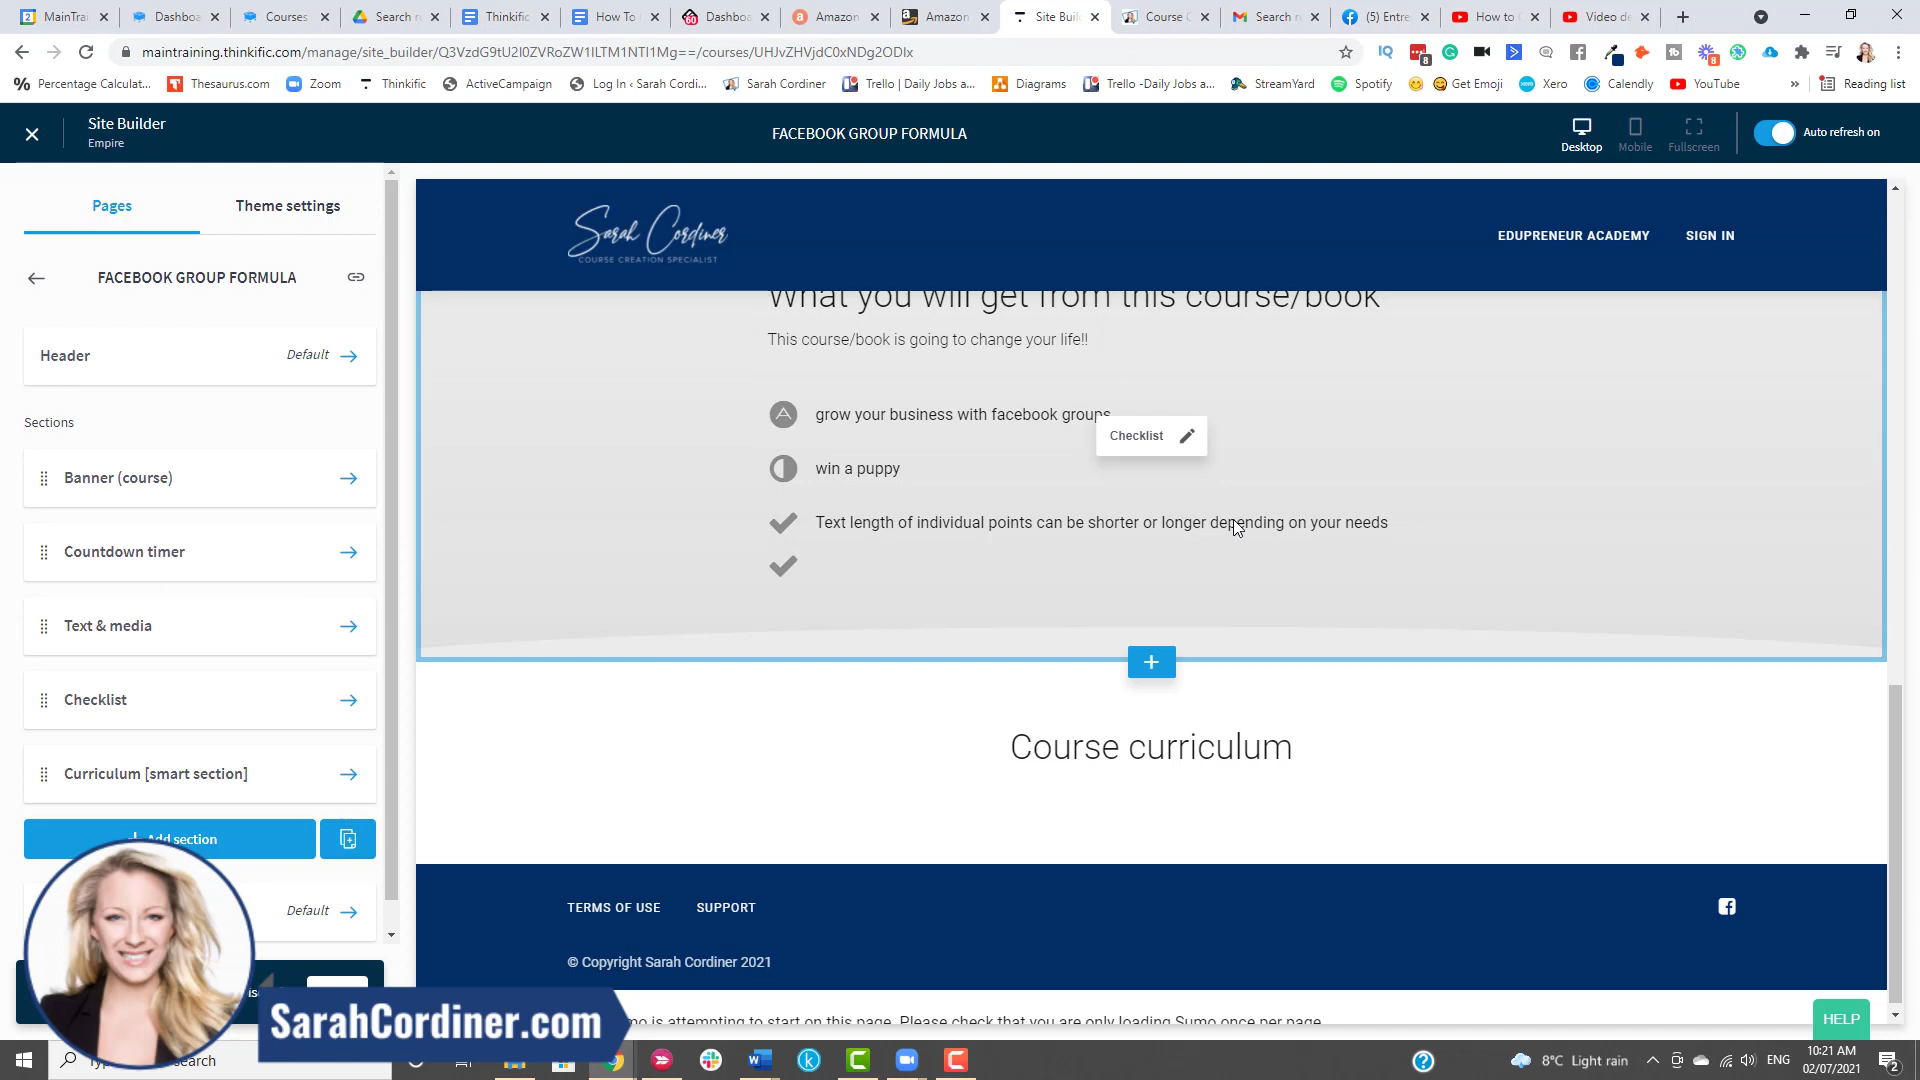 MainTrai
Dashboa
Courses
Search re
Thinkific
How To
60
Dashboa
Amazon
Amazon
Site Buil
Course C
Search re
(5) Entre
How to C
Video de
maintraining.thinkific.com/manage/site_builder/Q3VzdG9tU2l0ZVRoZW1lLTM1NTI1Mg==/courses/UHJvZHVjdC0xNDg2ODIx
Percentage Calculat...
Thesaurus.com
Zoom
Thinkific
ActiveCampaign
Log In ‹ Sarah Cordi...
Sarah Cordiner
Trello | Daily Jobs a...
Diagrams
Trello -Daily Jobs a...
StreamYard
Spotify
Get Emoji
Xero
Calendly
YouTube
»
Reading list
Site Builder
Empire
FACEBOOK GROUP FORMULA
Desktop
Mobile
Fullscreen
Auto refresh on
Pages
Theme settings
FACEBOOK GROUP FORMULA
Header
Default
Sections
Banner (course)
Countdown timer
Text & media
Checklist
Curriculum [smart section]
Add section
Default
Sarah Cordiner
COURSE CREATION SPECIALIST
EDUPRENEUR ACADEMY
SIGN IN
What you will get from this course/book
This course/book is going to change your life!!
grow your business with facebook groups
Checklist
win a puppy
Text length of individual points can be shorter or longer depending on your needs
+
Course curriculum
TERMS OF USE
SUPPORT
© Copyright Sarah Cordiner 2021
is attempting to start on this page. Please check that you are only loading Sumo once per page
HELP
SarahCordiner.com
8°C Light rain
ENG
10:21 AM
02/07/2021
2